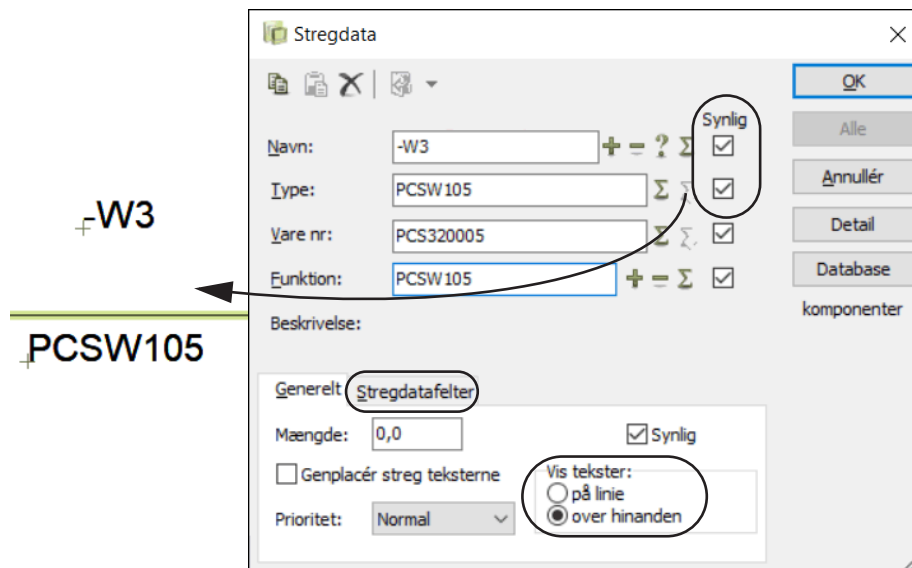 Stregdata
OK
Synlig
Alle
Navn: -W3
Annullér
Type: PCSW105
-W3
Detail
Vare nr: PCS320005
Database
Funktion: PCSW105
komponenter
Beskrivelse:
PCSW105
Generelt Stregdatafelter
Mængde: 0,0 Synlig
Genplacér streg teksterne Vis tekster:
på linie
Prioritet: Normal over hinanden